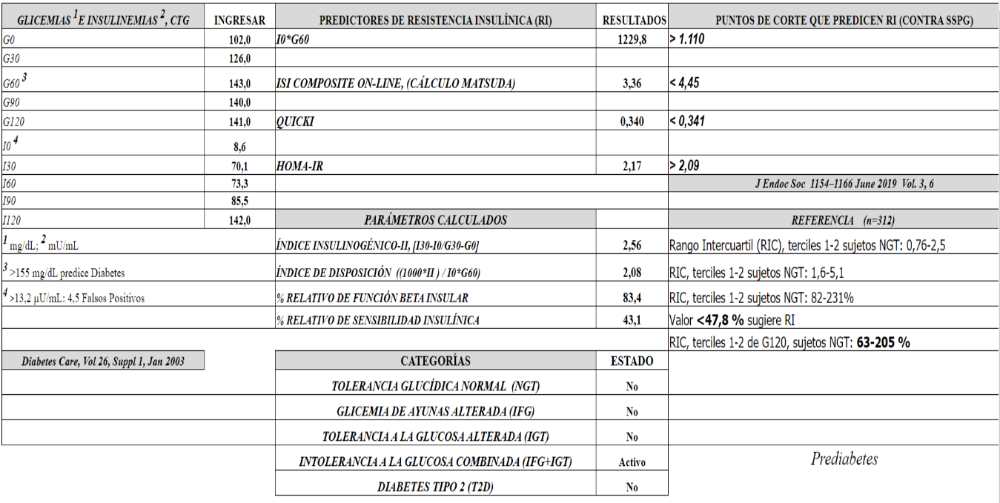 GLICEMIAS 1 E INSULINEMIAS 2, CTG INGRESAR PREDICTORES DE RESISTENCIA INSULÍNICA (RI) RESULTADOS PUNTOS DE CORTE QUE PREDICEN RI (CONTRA SSPG)
G0 102,0 I0*G60 1229,8 > 1.110
G30 126,0
G60 3 143,0 ISI COMPOSITE ON-LINE, (CÁLCULO MATSUDA) 3,36 < 4,45
G90 140,0
G120 141,0 QUICKI 0,340 < 0,341
I0 4 8,6
I30 70,1 HOMA-IR 2,17 > 2,09
I60 73,3 J Endoc Soc 1154–1166 June 2019 Vol. 3, 6
I90 85,5
I120 142,0 PARÁMETROS CALCULADOS REFERENCIA (n=312)
1 mg/dL; 2 mU/mL ÍNDICE INSULINOGÉNICO-II, [I30-I0/G30-G0] 2,56 Rango Intercuartil (RIC), terciles 1-2 sujetos NGT: 0,76-2,5
3 >155 mg/dL predice Diabetes ÍNDICE DE DISPOSICIÓN ((1000*II ) / I0*G60) 2,08 RIC, terciles 1-2 sujetos NGT: 1,6-5,1
4 >13,2 µU/mL: 4,5 Falsos Positivos % RELATIVO DE FUNCIÓN BETA INSULAR 83,4 RIC, terciles 1-2 sujetos NGT: 82-231%
% RELATIVO DE SENSIBILIDAD INSULÍNICA 43,1 Valor <47,8 % sugiere RI
RIC, terciles 1-2 de G120, sujetos NGT: 63-205 %
Diabetes Care, Vol 26, Suppl 1, Jan 2003 CATEGORÍAS ESTADO
TOLERANCIA GLUCÍDICA NORMAL (NGT) No
GLICEMIA DE AYUNAS ALTERADA (IFG) No
TOLERANCIA A LA GLUCOSA ALTERADA (IGT) No
INTOLERANCIA A LA GLUCOSA COMBINADA (IFG+IGT) Activo Prediabetes
DIABETES TIPO 2 (T2D) No